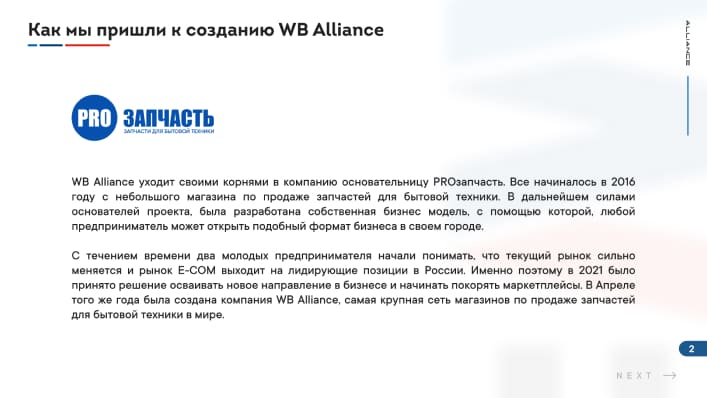 Как мы пришли к созданию WB Alliance
ALLIANCE
PRO ЗАПЧАСТЬ
ЗАПЧАСТИ ДЛЯ БЫТОВОЙ ТЕХНИКИ
WB Alliance уходит своими корнями в компанию основательницу PROзапчасть. Все начиналось в 2016
году с небольшого магазина по продаже запчастей для бытовой техники. В дальнейшем силами
основателей проекта, была разработана собственная бизнес модель, с помощью которой, любой
предприниматель может открыть подобный формат бизнеса в своем городе.
С течением времени два молодых предпринимателя начали понимать, что текущий рынок сильно
меняется и рынок E-COM выходит на лидирующие позиции в России. Именно поэтому в 2021 было
принято решение осваивать новое направление в бизнесе и начинать покорять маркетплейсы. В Апреле
того же года была создана компания WB Alliance, самая крупная сеть магазинов по продаже запчастей
для бытовой техники в мире.
2
NEXT